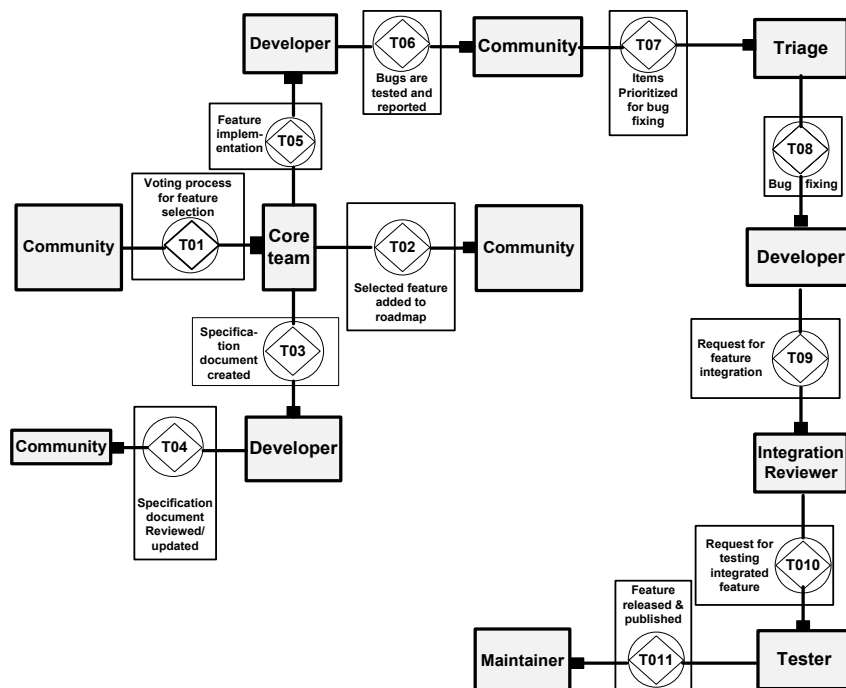 Developer
T06
Bugs are
tested and
reported
Community
T07
Items
Prioritized
for bug
fixing
Triage
Feature
implem-
entation
T05
T08
Bug fixing
Voting process
for feature
selection
Community
T01
Core
team
T02
Selected feature
added to
roadmap
Community
Developer
Specifica-
tion
document
created
T03
Request for
feature
integration
T09
Community
T04
Specification
document
Reviewed/
updated
Developer
Integration
Reviewer
Request for
testing
integrated
feature
T010
Feature
released &
published
Maintainer
T011
Tester